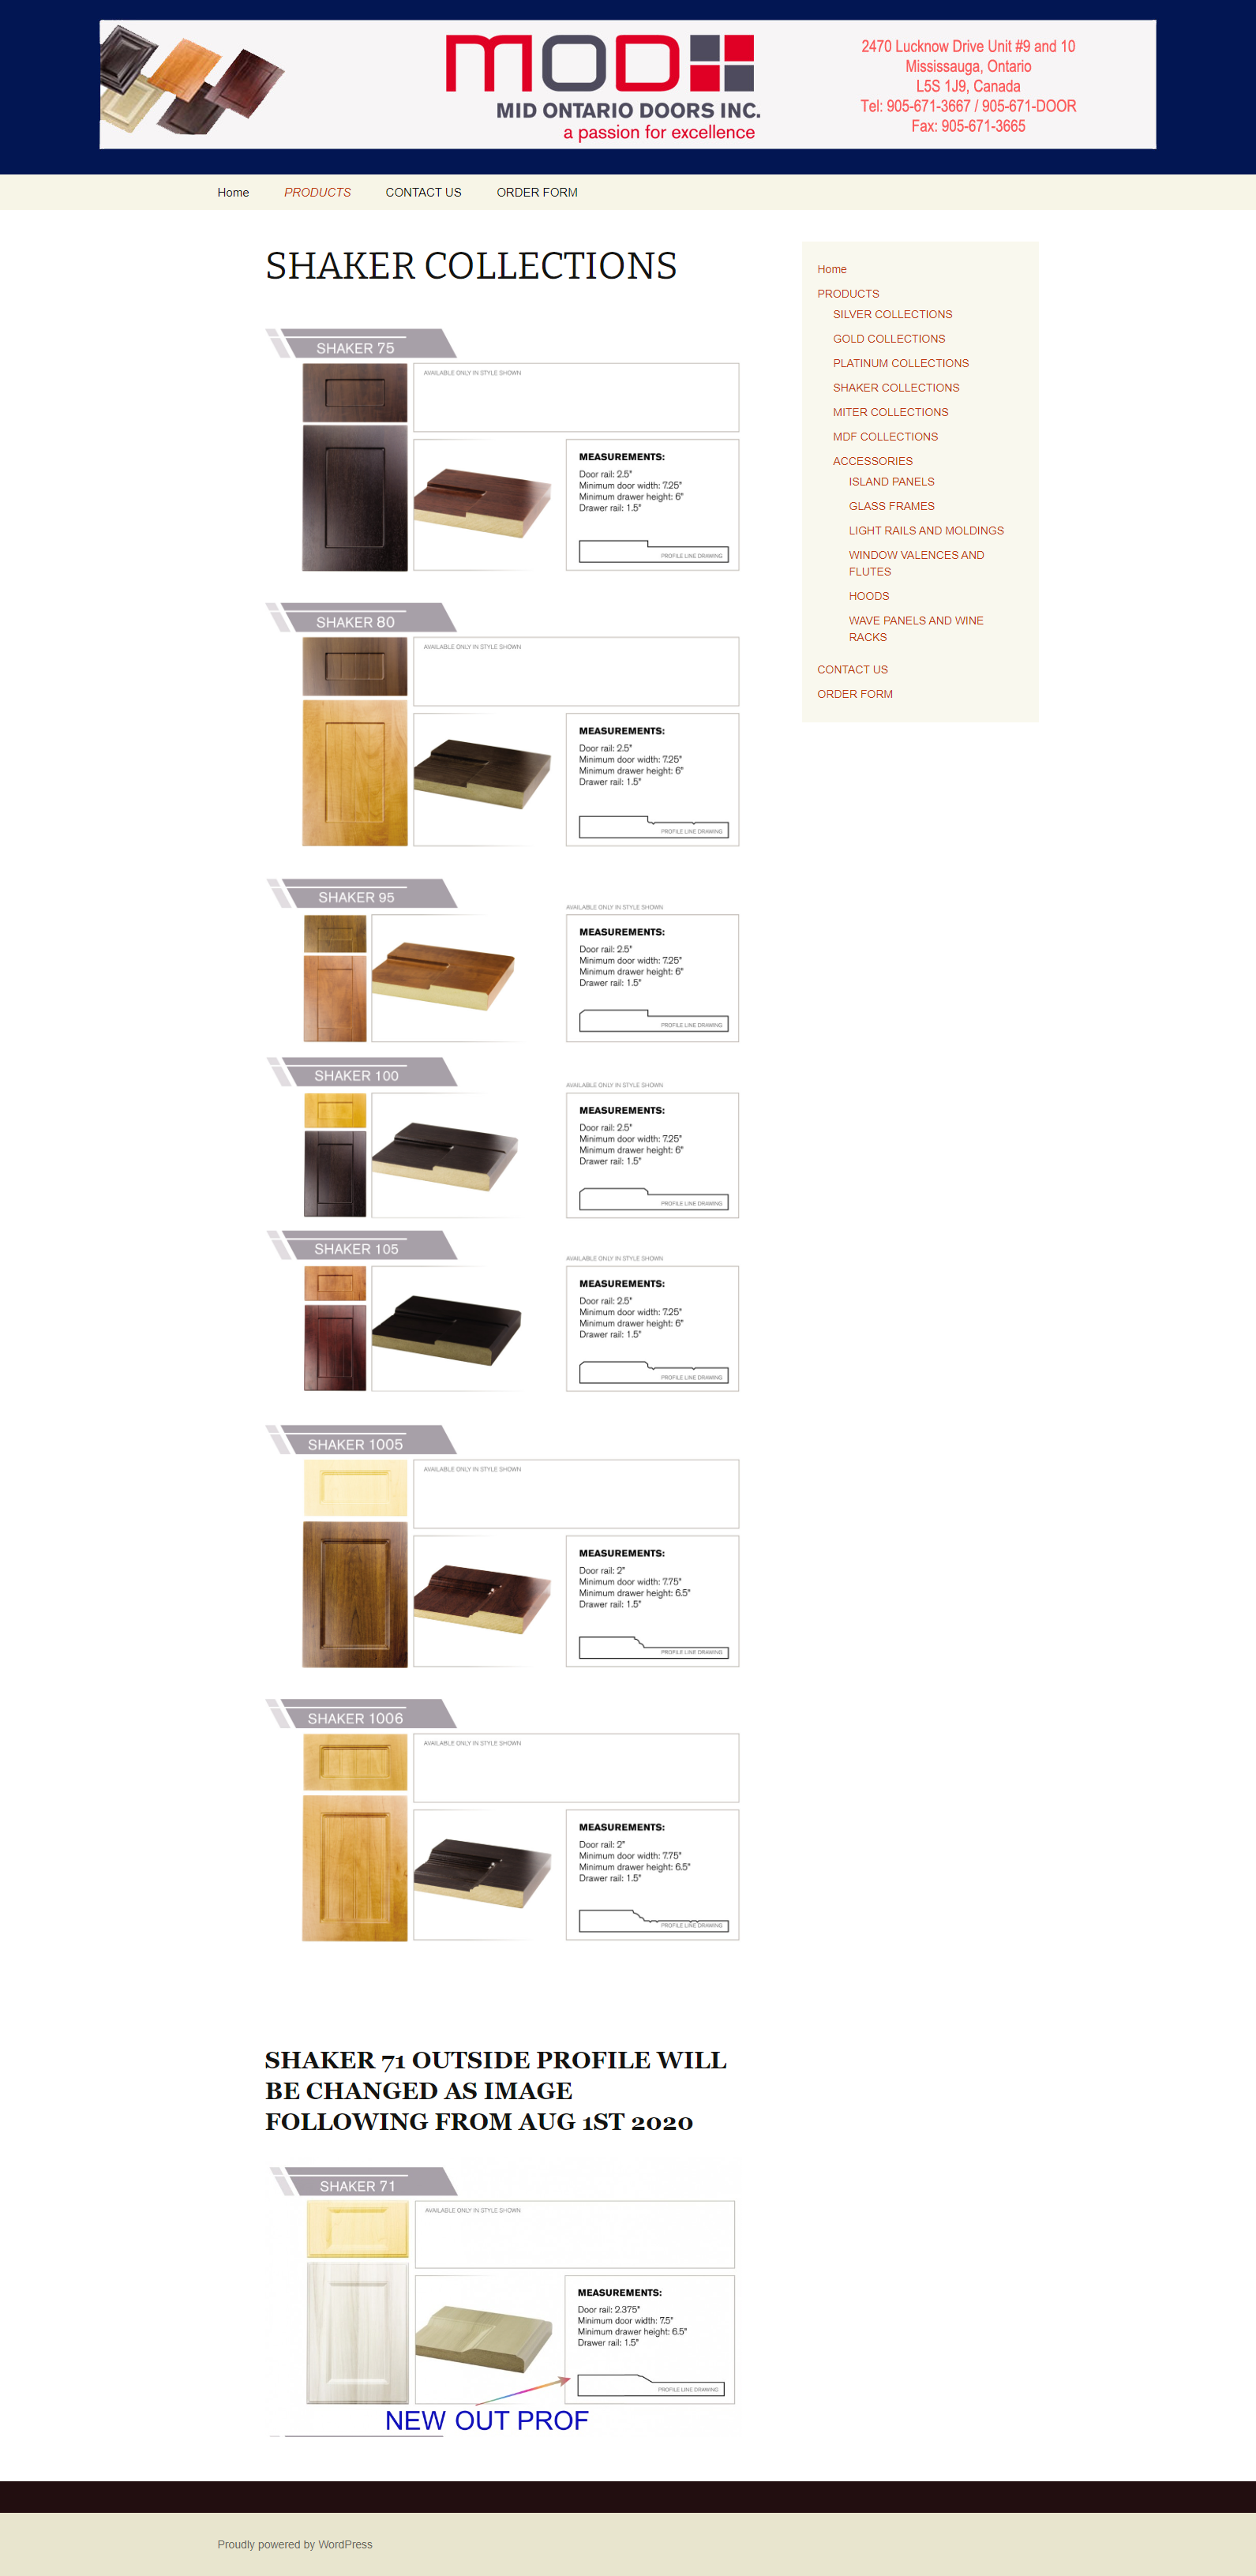 MOD
MID ONTARIO DOORS INC.
a passion for excellence
2470 Lucknow Drive Unit #9 and 10
Mississauga, Ontario
L5S 1J9, Canada
Tel: 905-671-3667 / 905-671-DOOR
Fax: 905-671-3665
Home
PRODUCTS
CONTACT US
ORDER FORM
SHAKER COLLECTIONS
SHAKER 75
AVAILABLE ONLY IN STYLE SHOWN
MEASUREMENTS:
Door rail: 2.5"
Minimum door width: 7.25"
Minimum drawer height: 6"
Drawer rail: 1.5"
PROFILE LINE DRAWING
SHAKER 80
AVAILABLE ONLY IN STYLE SHOWN
MEASUREMENTS:
Door rail: 2.5"
Minimum door width: 7.25"
Minimum drawer height: 6"
Drawer rail: 1.5"
PROFILE LINE DRAWING
SHAKER 95
AVAILABLE ONLY IN STYLE SHOWN
MEASUREMENTS:
Door rail: 2.5"
Minimum door width: 7.25"
Minimum drawer height: 6"
Drawer rail: 1.5"
PROFILE LINE DRAWING
SHAKER 100
AVAILABLE ONLY IN STYLE SHOWN
MEASUREMENTS:
Door rail: 2.5"
Minimum door width: 7.25"
Minimum drawer height: 6"
Drawer rail: 1.5"
PROFILE LINE DRAWING
SHAKER 105
AVAILABLE ONLY IN STYLE SHOWN
MEASUREMENTS:
Door rail: 2.5"
Minimum door width: 7.25"
Minimum drawer height: 6"
Drawer rail: 1.5"
PROFILE LINE DRAWING
SHAKER 1005
AVAILABLE ONLY IN STYLE SHOWN
MEASUREMENTS:
Door rail: 2"
Minimum door width: 7.75"
Minimum drawer height: 6.5"
Drawer rail: 1.5"
PROFILE LINE DRAWING
SHAKER 1006
AVAILABLE ONLY IN STYLE SHOWN
MEASUREMENTS:
Door rail: 2"
Minimum door width: 7.75"
Minimum drawer height: 6.5"
Drawer rail: 1.5"
PROFILE LINE DRAWING
SHAKER 71 OUTSIDE PROFILE WILL
BE CHANGED AS IMAGE
FOLLOWING FROM AUG 1ST 2020
SHAKER 71
AVAILABLE ONLY IN STYLE SHOWN
MEASUREMENTS:
Door rail: 2.375"
Minimum door width: 7.5"
Minimum drawer height: 6.5"
Drawer rail: 1.5"
PROFILE LINE DRAWING
NEW OUT PROF
Home
PRODUCTS
SILVER COLLECTIONS
GOLD COLLECTIONS
PLATINUM COLLECTIONS
SHAKER COLLECTIONS
MITER COLLECTIONS
MDF COLLECTIONS
ACCESSORIES
ISLAND PANELS
GLASS FRAMES
LIGHT RAILS AND MOLDINGS
WINDOW VALENCES AND
FLUTES
HOODS
WAVE PANELS AND WINE
RACKS
CONTACT US
ORDER FORM
Proudly powered by WordPress